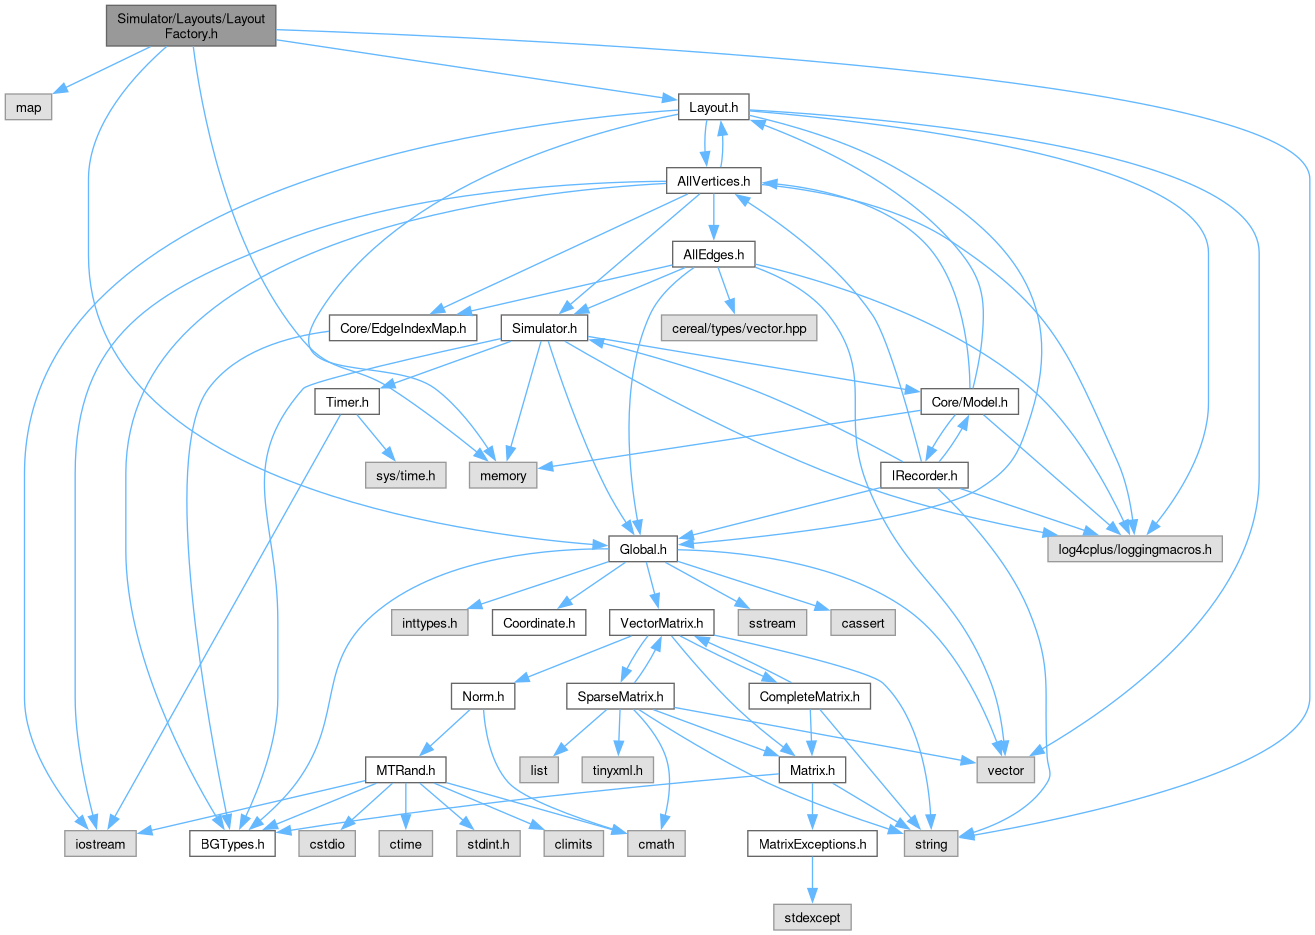 Simulator/Layouts/Layout
Factory.h
map
Layout.h
AllVertices.h
AllEdges.h
Core/EdgeIndexMap.h
Simulator.h
cereal/types/vector.hpp
Timer.h
Core/Model.h
sys/time.h
memory
IRecorder.h
Global.h
log4cplus/loggingmacros.h
inttypes.h
Coordinate.h
VectorMatrix.h
sstream
cassert
Norm.h
SparseMatrix.h
CompleteMatrix.h
MTRand.h
list
tinyxml.h
Matrix.h
vector
iostream
BGTypes.h
cstdio
ctime
stdint.h
climits
cmath
MatrixExceptions.h
string
stdexcept